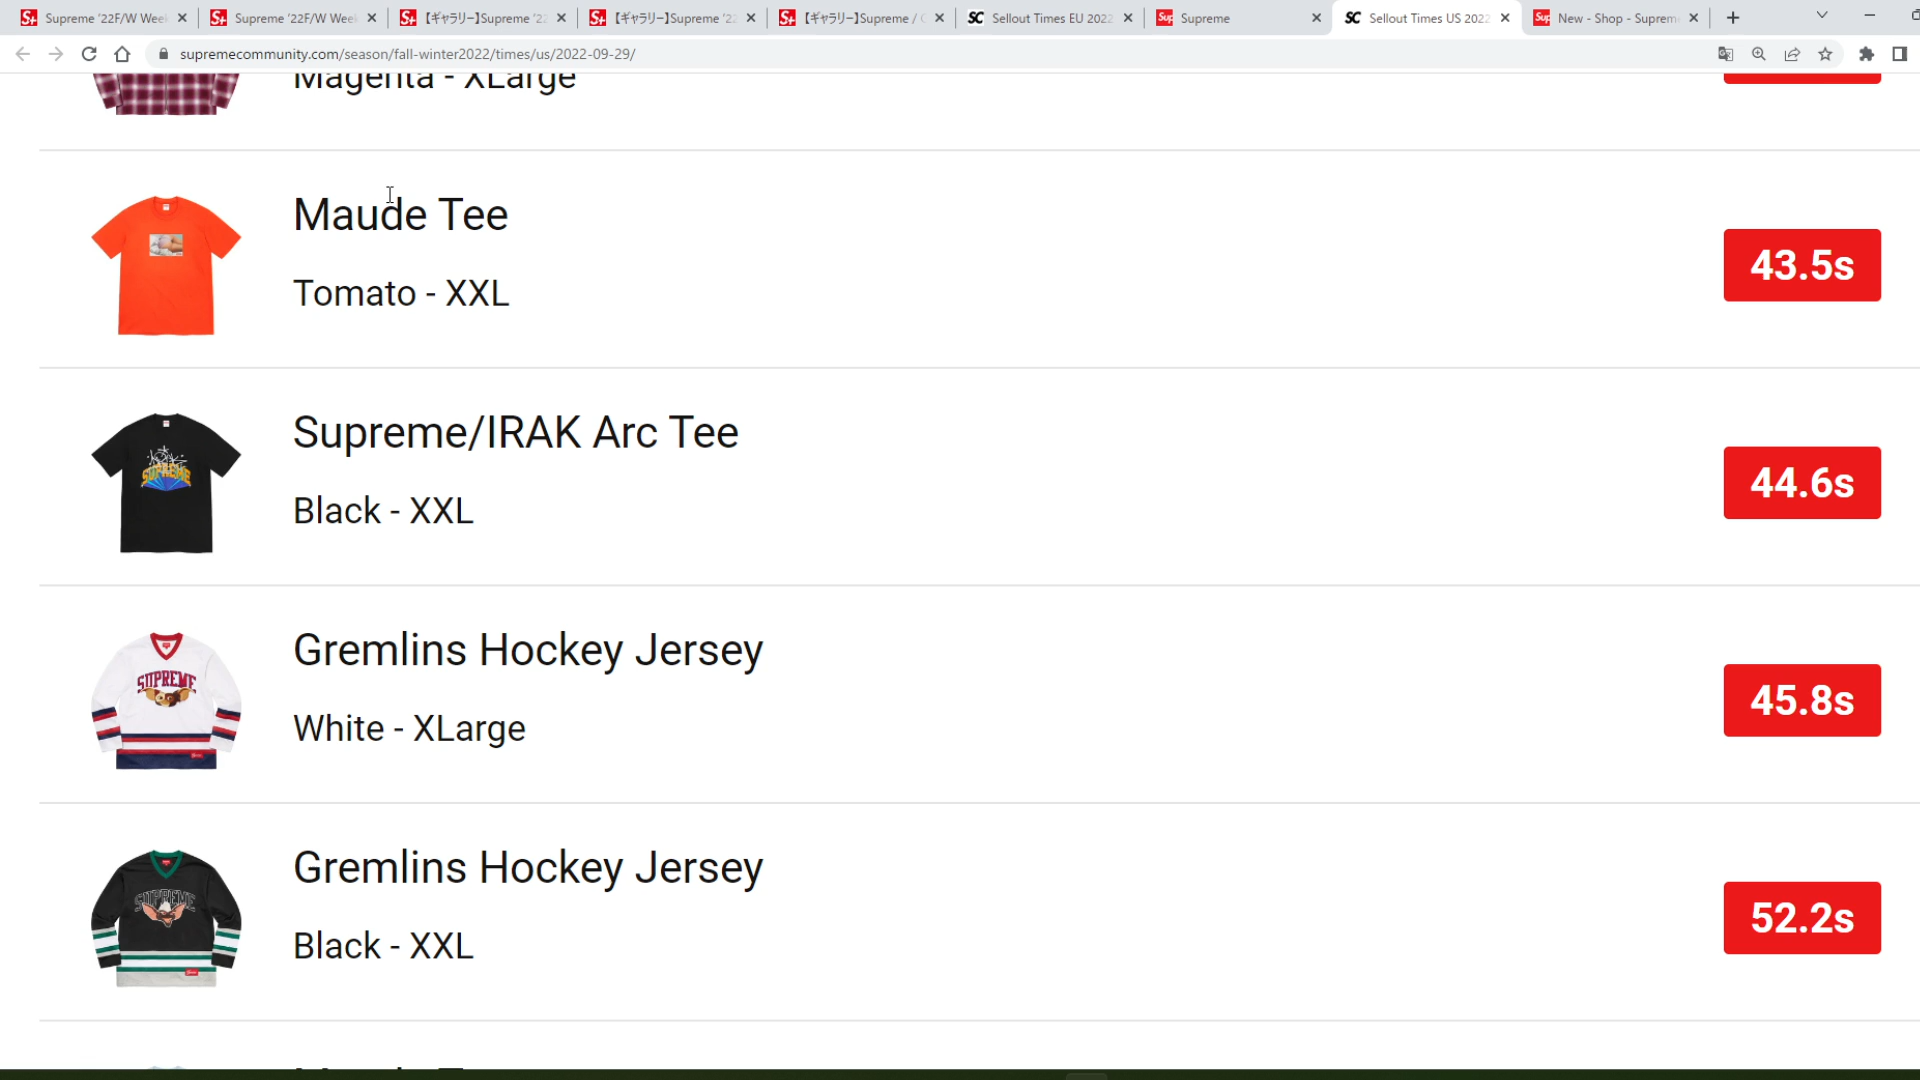 Supreme '22F/W Week
Supreme '22F/W Week
【ギャラリー】Supreme '22
【ギャラリー】Supreme '22
【ギャラリー】Supreme / C
Sellout Times EU 2022
Supreme
Sellout Times US 2022
New - Shop - Supreme
supremecommunity.com/season/fall-winter2022/times/us/2022-09-29/
Magenta - XLarge
Maude Tee
Tomato - XXL
43.5s
Supreme/IRAK Arc Tee
Black - XXL
44.6s
Gremlins Hockey Jersey
White - XLarge
45.8s
Gremlins Hockey Jersey
Black - XXL
52.2s